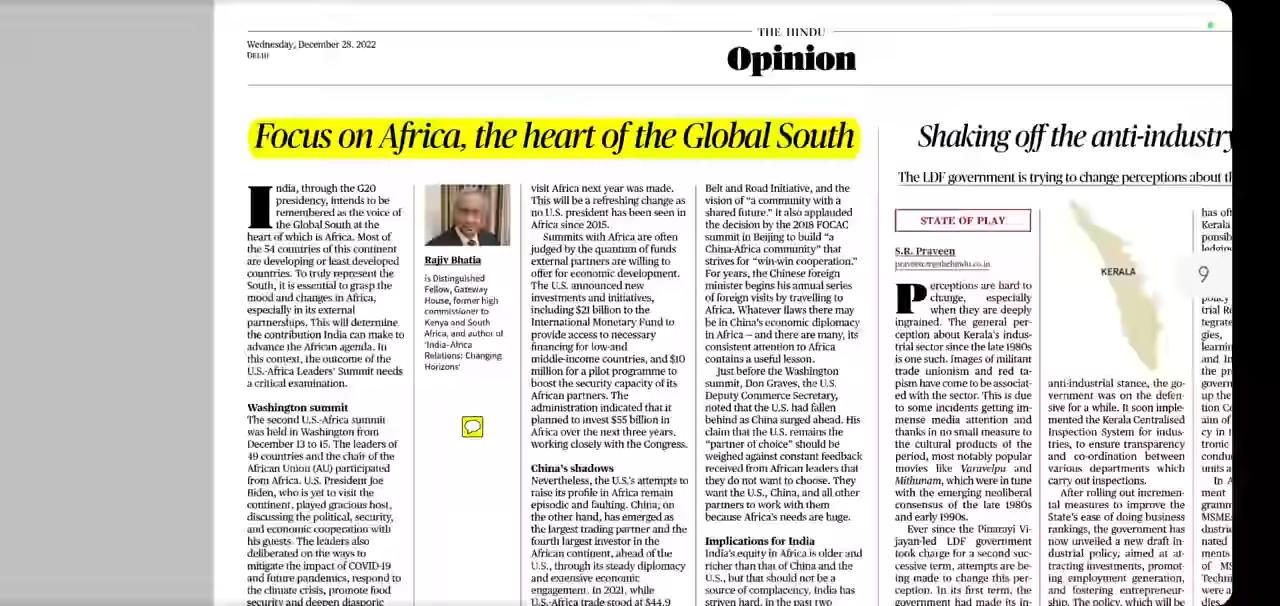 THE HINDU
Wednesday, December 28, 2022
DELHI
Opinion
Focus on Africa, the heart of the Global South
India, through the G20
presidency, intends to be
remembered as the voice of
the Global South at the
heart of which is Africa. Most of
the 54 countries of this continent
are developing or least developed
countries. To truly represent the
South, it is essential to grasp the
mood and changes in Africa,
especially in its external
partnerships. This will determine
the contribution India can make to
advance the African agenda. In
this context, the outcome of the
U.S.-Africa Leaders' Summit needs
a critical examination.
Washington summit
The second U.S.-Africa summit
was held in Washington from
December 13 to 15. The leaders of
49 countries and the chair of the
African Union (AU) participated
from Africa. U.S. President Joe
Biden, who is yet to visit the
continent, played gracious host,
discussing the political, security,
and economic cooperation with
his guests. The leaders also
deliberated on the ways to
mitigate the impact of COVID-19
and future pandemics, respond to
the climate crisis, promote food
security and deepen diasporic
Rajiv Bhatia
is Distinguished
Fellow, Gateway
House, former high
commissioner to
Kenya and South
Africa, and author of
'India-Africa
Relations: Changing
Horizons'
visit Africa next year was made.
This will be a refreshing change as
no U.S. president has been seen in
Africa since 2015.
Summits with Africa are often
judged by the quantum of funds
external partners are willing to
offer for economic development.
The U.S. announced new
investments and initiatives,
including $21 billion to the
International Monetary Fund to
provide access to necessary
financing for low-and
middle-income countries, and $10
million for a pilot programme to
boost the security capacity of its
African partners. The
administration indicated that it
planned to invest $55 billion in
Africa over the next three years,
working closely with the Congress.
China's shadows
Nevertheless, the U.S.'s attempts to
raise its profile in Africa remain
episodic and faulting. China, on
the other hand, has emerged as
the largest trading partner and the
fourth largest investor in the
African continent, ahead of the
U.S., through its steady diplomacy
and extensive economic
engagement. In 2021, while
U.S.-Africa trade stood at $44.9
Belt and Road Initiative, and the
vision of "a community with a
shared future." it also applauded
the decision by the 2018 FOCAC
summit in Beijing to build "a
China-Africa community" that
strives for "win-win cooperation."
For years, the Chinese foreign
minister begins his annual series
of foreign visits by travelling to
Africa. Whatever flaws there may
be in China's economic diplomacy
in Africa – and there are many, its
consistent attention to Africa
contains a useful lesson.
Just before the Washington
summit, Don Graves, the U.S.
Deputy Commerce Secretary,
noted that the U.S. had fallen
behind as China surged ahead. His
claim that the U.S. remains the
"partner of choice" should be
weighed against constant feedback
received from African leaders that
they do not want to choose. They
want the U.S., China, and all other
partners to work with them
because Africa's needs are huge.
Implications for India
India's equity in Africa is older and
richer than that of China and the
U.S., but that should not be a
source of complacency. India has
striven hard, in the past two
Shaking off the anti-industry
The LDF government is trying to change perceptions about
STATE OF PLAY
S.R. Praveen
Perceptions are hard to
change, especially
when they are deeply
ingrained. The general per-
ception about Kerala's indus-
trial sector since the late 1980s
is one such. Images of militant
trade unionism and red ta-
pism have come to be associat-
ed with the sector. This is due
to some incidents getting im-
mense media attention and
thanks in no small measure to
the cultural products of the
period, most notably popular
movies like Varavelpu and
Mithunam, which were in tune
with the emerging neoliberal
consensus of the late 1980s
and early 1990s.
Ever since the Pinarayi Vi-
jayan-led LDF government
took charge for a second suc-
cessive term, attempts are be-
ing made to change this per-
ception. In its first term, the
government had made its in-
KERALA
anti-industrial stance, the go-
vernment was on the defen-
sive for a while. It soon imple-
mented the Kerala Centralised
Inspection System for indus-
tries, to ensure transparency
and co-ordination between
various departments which
carry out inspections.
After rolling out incremen-
tal measures to improve the
State's ease of doing business
rankings, the government has
now unveiled a new draft in-
dustrial policy, aimed at at-
tracting investments, promot-
ing employment generation,
and fostering entrepreneur-
ship. The policy, which will be
has
Kerala
9